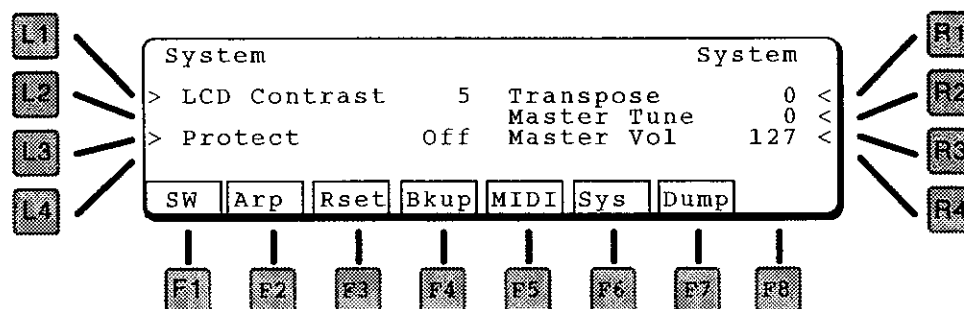 L1
L2
L3
L4
System System
> LCD Contrast 5 Transpose 0 <
Master Tune 0 <
> Protect Off Master Vol 127 <
SW Arp Rset Bkup MIDI Sys Dump
R1
R2
R3
R4
F1 F2 F3 F4 F5 F6 F7 F8